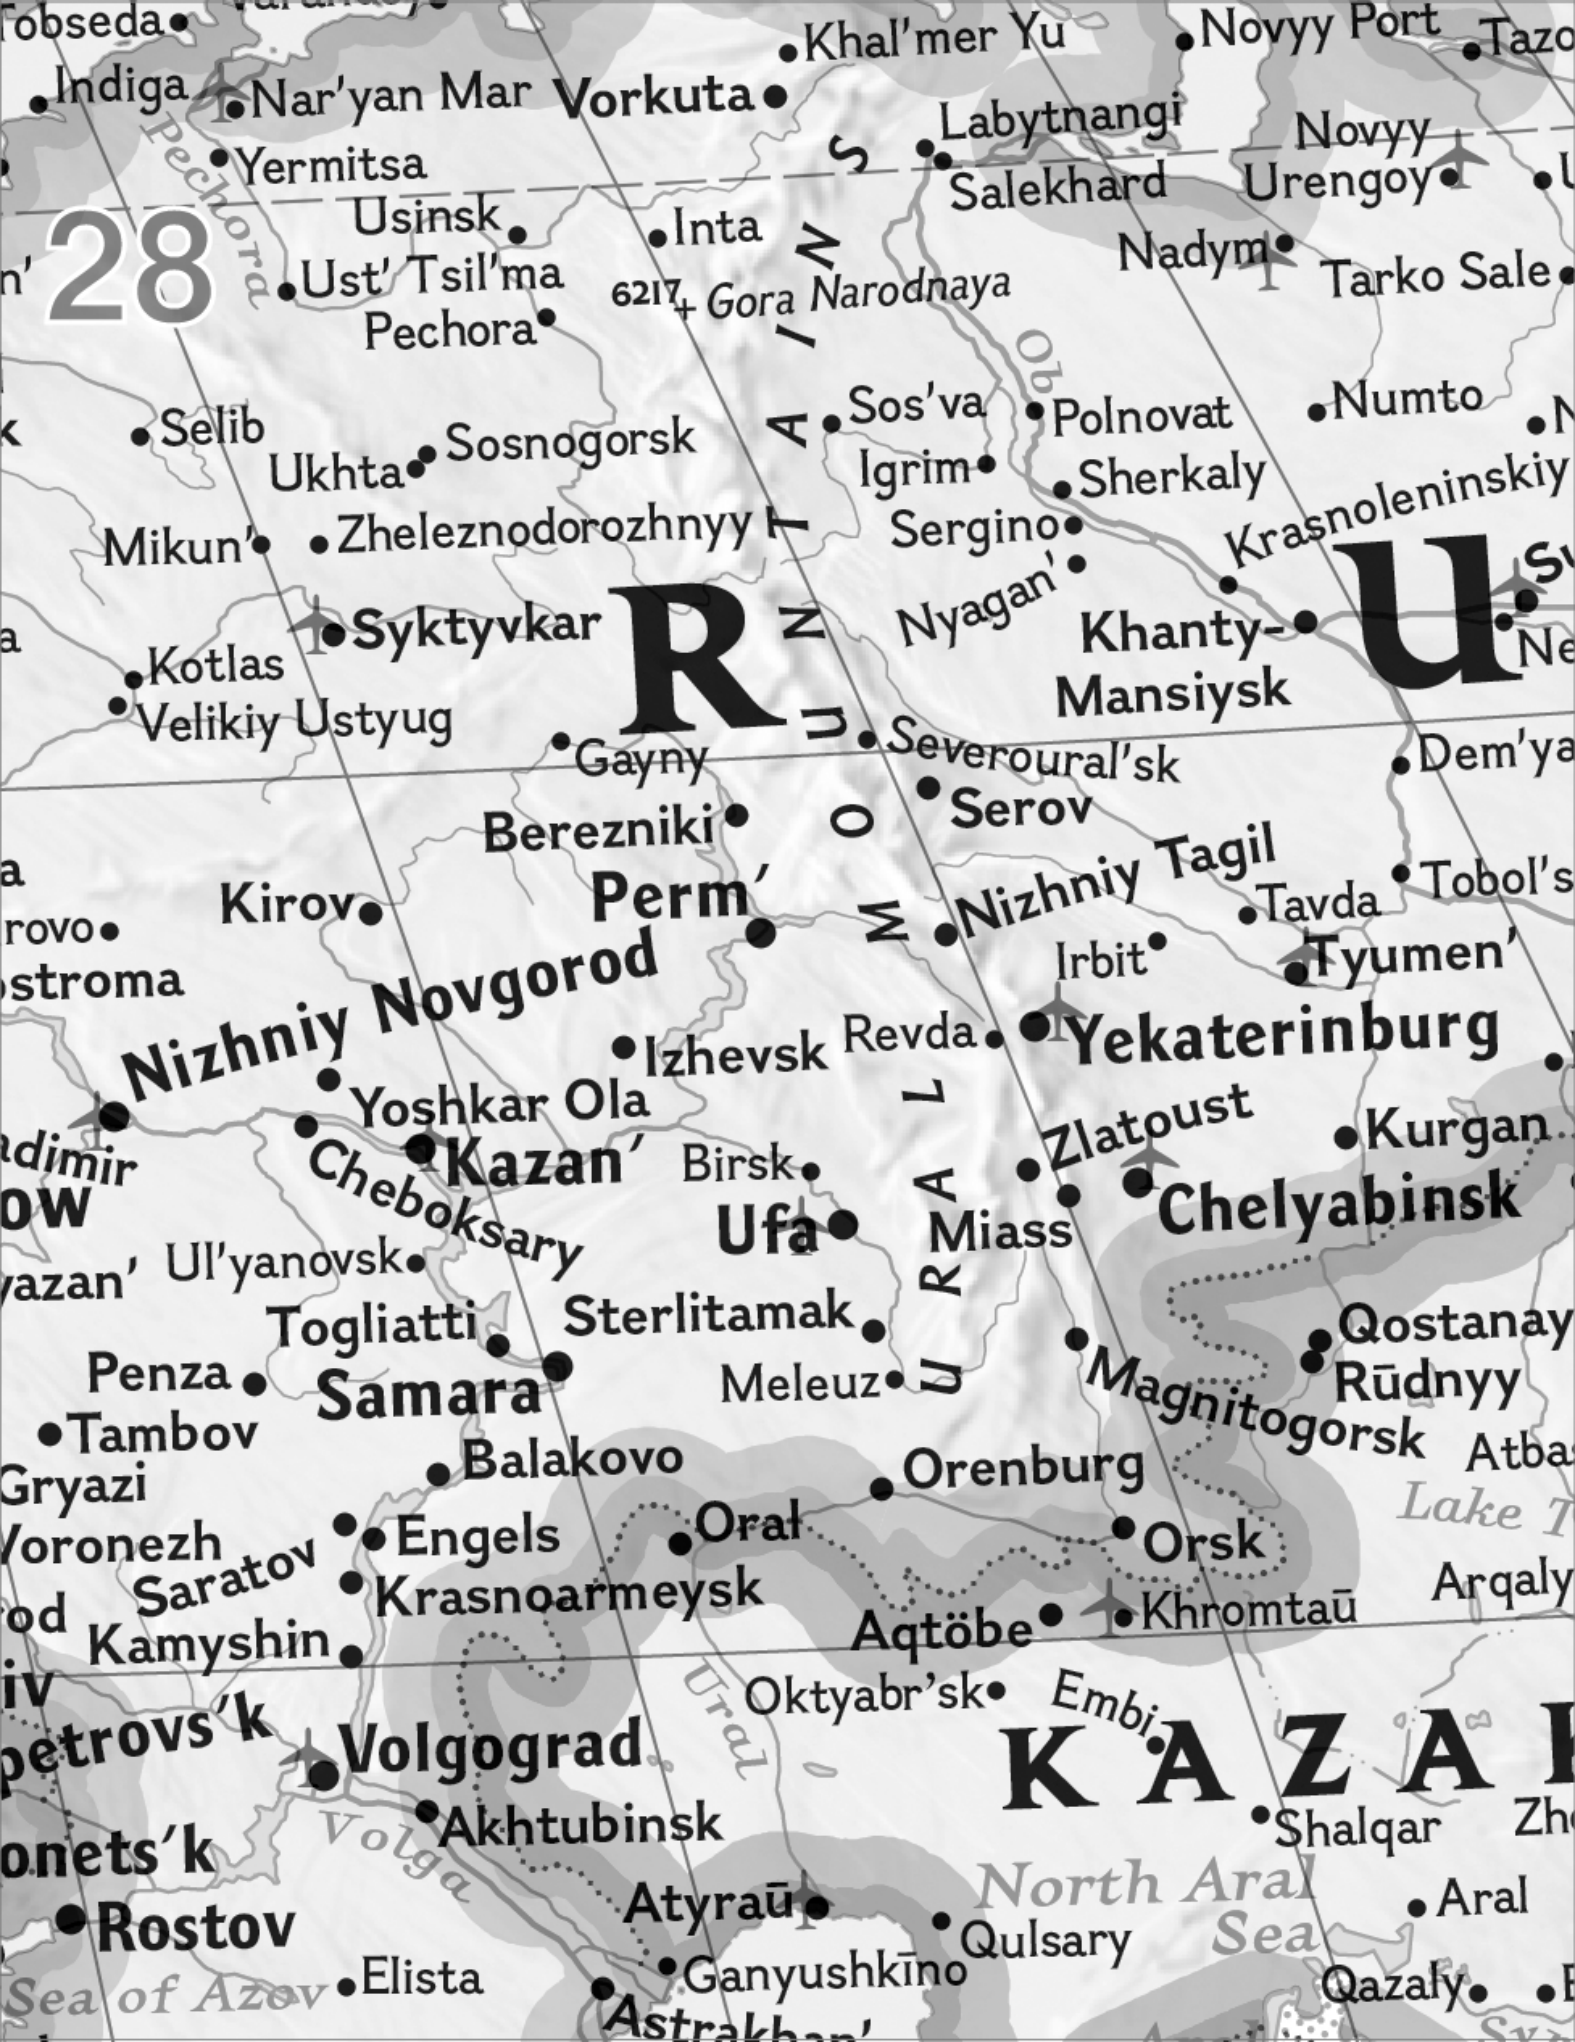 Indiga
Nar'yan Mar
Vorkuta
Khal'mer Yu
Novyy Port
Labytnangi
Salekhard
Novyy
Urengoy
Pechora
Yermitsa
28
Usinsk
Inta
Nadym
Ust' Tsil'ma
6217
Gora Narodnaya
Tarko Sale
Pechora
Ob
Selib
Sosnogorsk
Ukhta
Sos'va
Polnovat
Numto
Igrim
Sherkaly
Mikun'
Zheleznodorozhnyy
Sergino
Krasnoleninskiy
Nyagan'
R
U
Syktyvkar
Khanty-
Mansiysk
Kotlas
Velikiy Ustyug
Gayny
Severoural'sk
Serov
Berezniki
Perm'
Kirov
Nizhniy Tagil
Tavda
Irbit
Tyumen'
Nizhniy Novgorod
Izhevsk
Revda
Yekaterinburg
Yoshkar Ola
Cheboksary
Kazan'
Birsk
Zlatoust
Kurgan
Ufa
Miass
Chelyabinsk
URAL MOUNTAINS
Ul'yanovsk
Togliatti
Sterlitamak
Qostanay
Rūdnyy
Penza
Samara
Meleuz
Magnitogorsk
Tambov
Gryazi
Balakovo
Orenburg
Lake
Voronezh
Saratov
Engels
Oral
Orsk
Krasnoarmeysk
Kamyshin
Aqtöbe
Khromtaū
Arqaly
Ural
Oktyabr'sk
Embi
KAZA
Volgograd
Volga
Akhtubinsk
Shalqar
Atyraū
North Aral
Sea
Aral
Rostov
Qulsary
Sea of Azov
Elista
Ganyushkīno
Qazaly
Astrakhan'